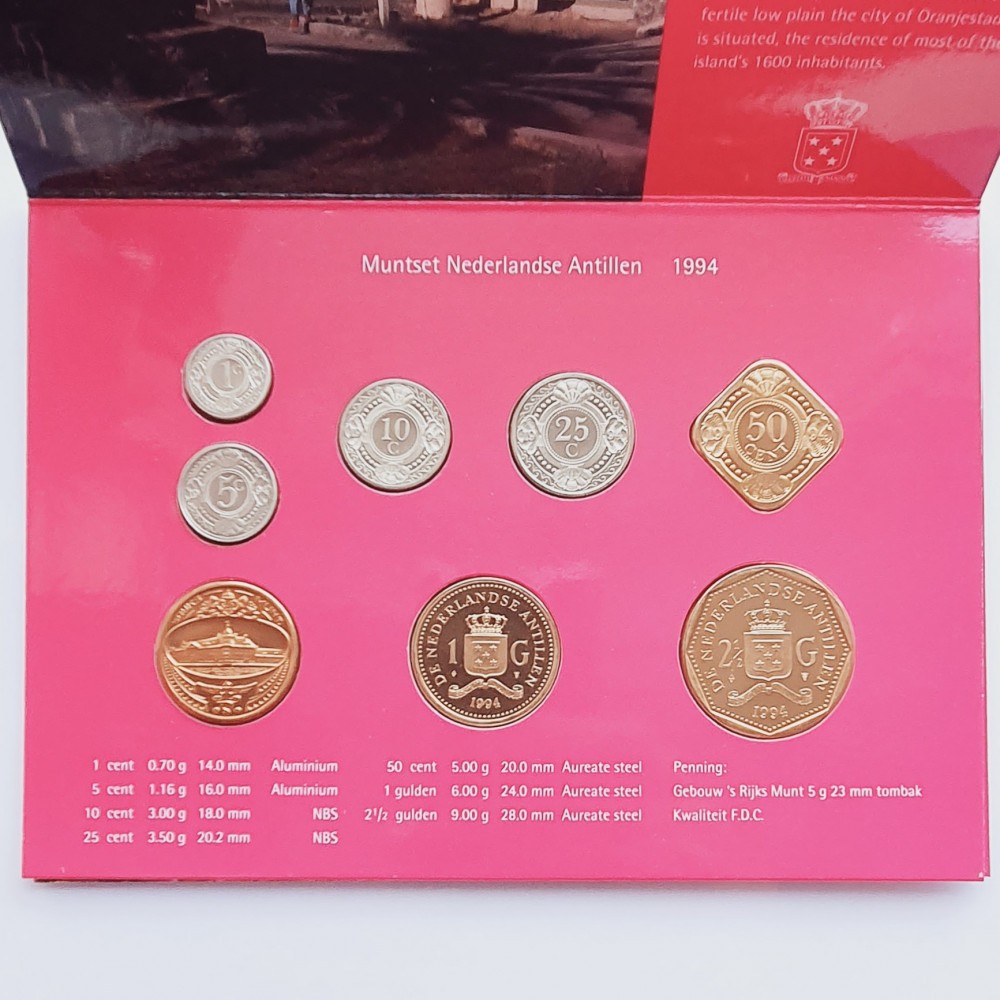 fertile low plain the city of Oranjestad
is situated, the residence of most of the
island's 1600 inhabitants.
Muntset Nederlandse Antillen 1994
1c
10
C
25
C
50
CENT
5c
DE NEDERLANDSE ANTILLEN
1 G
1994
DE NEDERLANDSE ANTILLEN
2½ G
1994
1 cent 0.70 g 14.0 mm Aluminium
5 cent 1.16 g 16.0 mm Aluminium
10 cent 3.00 g 18.0 mm NBS
25 cent 3.50 g 20.2 mm NBS
50 cent 5.00 g 20.0 mm Aureate steel
1 gulden 6.00 g 24.0 mm Aureate steel
2½ gulden 9.00 g 28.0 mm Aureate steel
Penning:
Gebouw 's Rijks Munt 5 g 23 mm tombak
Kwaliteit F.D.C.